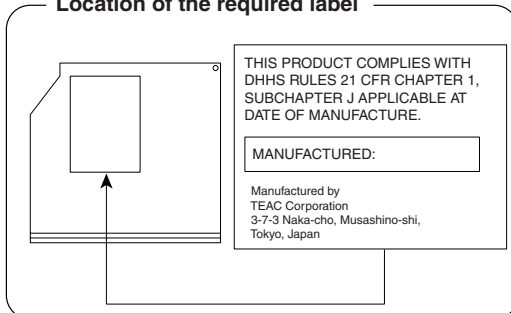 Location of the required label
THIS PRODUCT COMPLIES WITH
DHHS RULES 21 CFR CHAPTER 1,
SUBCHAPTER J APPLICABLE AT
DATE OF MANUFACTURE.
MANUFACTURED:
Manufactured by
TEAC Corporation
3-7-3 Naka-cho, Musashino-shi,
Tokyo, Japan